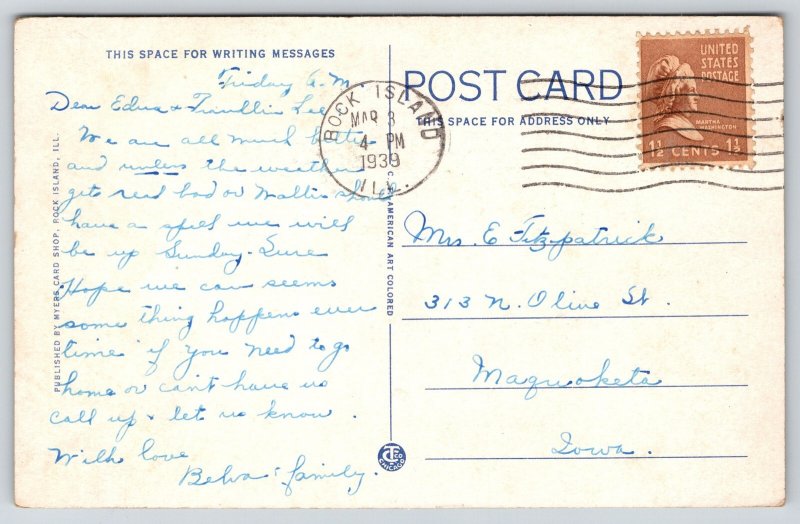 THIS SPACE FOR WRITING MESSAGES
Friday A.M.
Dear Edna &
We are all much better
and unless the weather
gets real bad or Mattie should
have a spell we will
be up Sunday. Sure
Hope we can seems
some thing happens ever
time if you need to go
home or can't have us
call up & let us know.
With love
Belva & family.
PUBLISHED BY MYERS CARD SHOP, ROCK ISLAND, ILL.
C. T. AMERICAN ART COLORED
CTCO
CHICAGO
ROCK ISLAND
MAR 3
4 PM
1939
ILL.
POST CARD
THIS SPACE FOR ADDRESS ONLY
UNITED
STATES
POSTAGE
MARTHA
WASHINGTON
1½ CENTS 1½
Mrs. E Fitzpatrick
313 N. Olive St.
Maquoketa
Iowa.